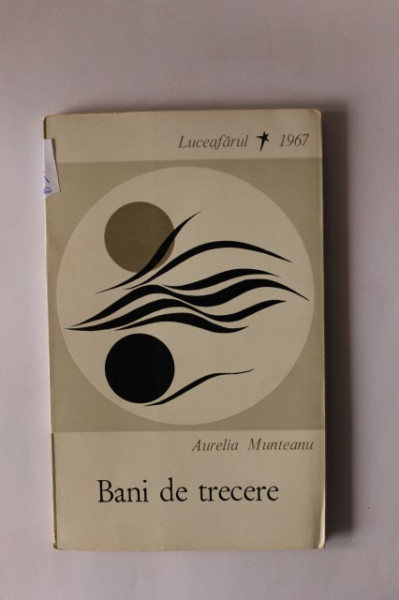 Luceafărul 1967
Aurelia Munteanu
Bani de trecere